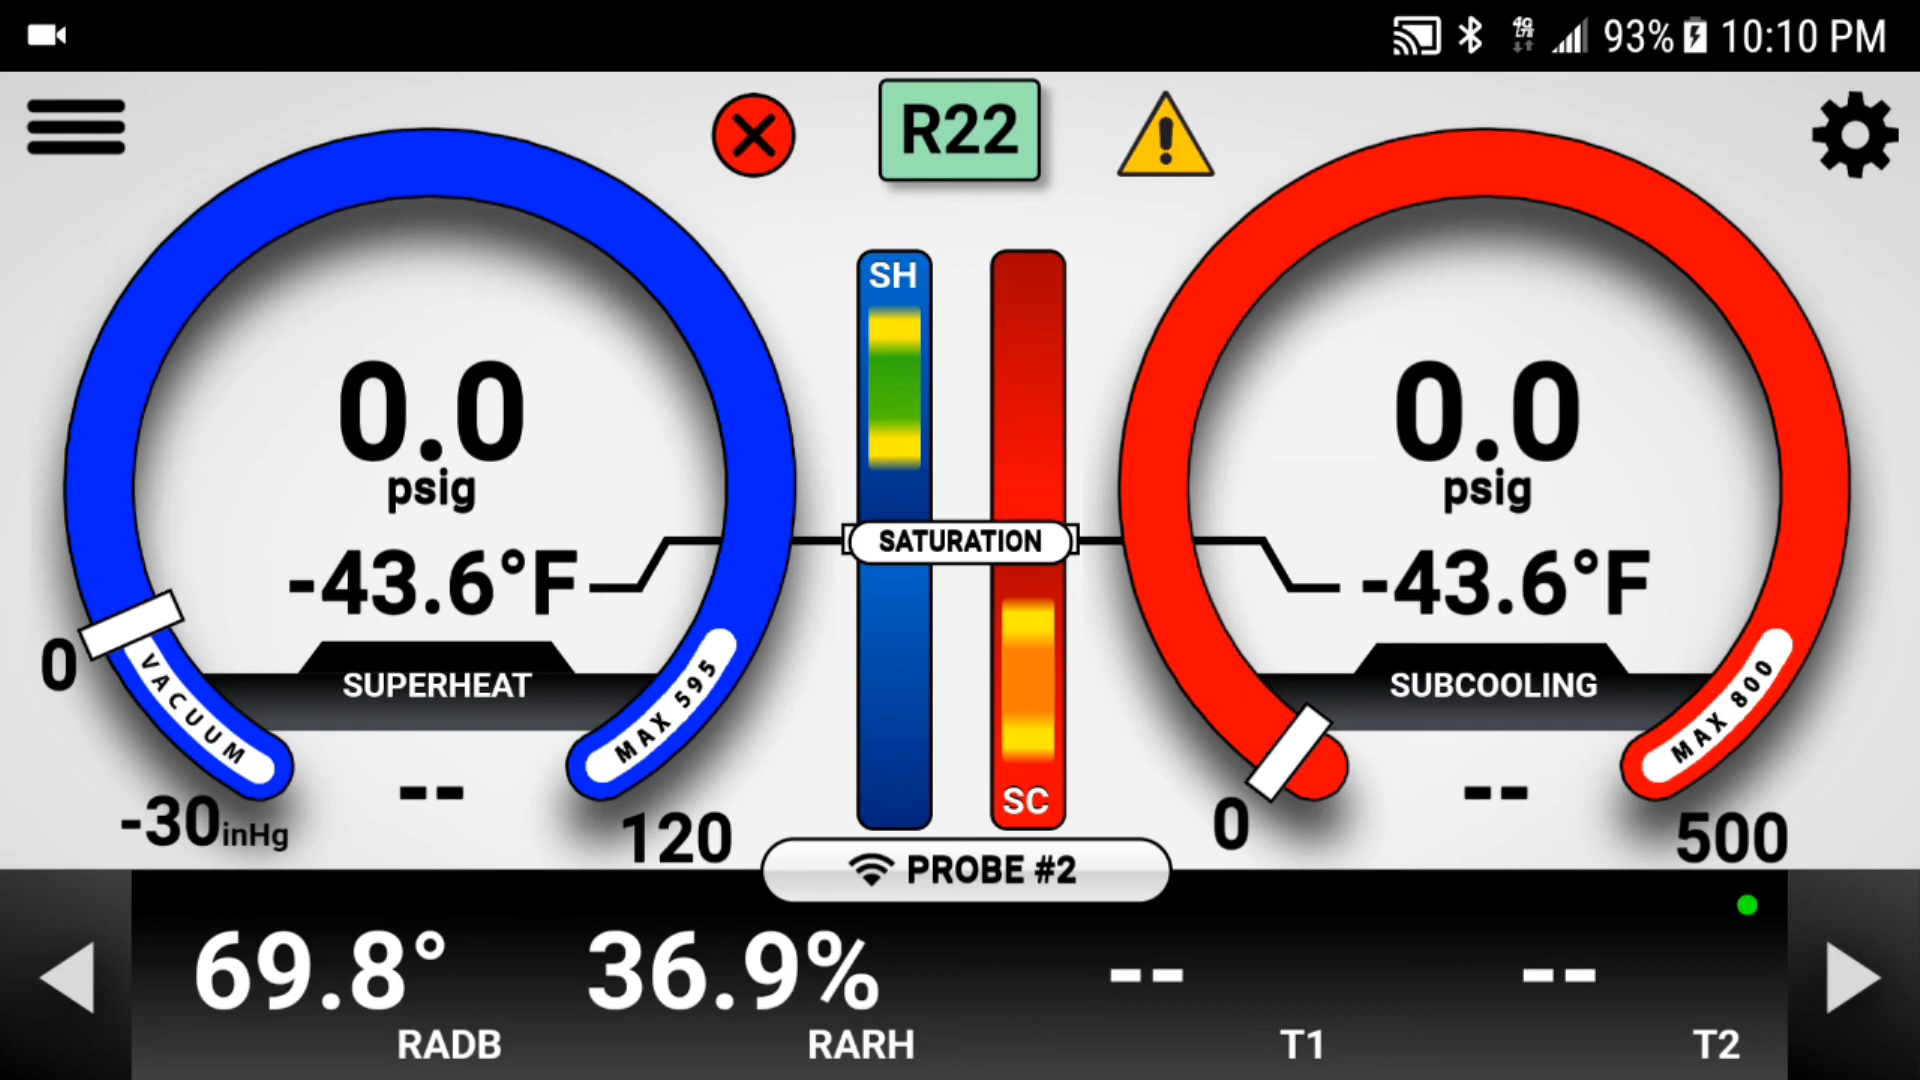 4G LTE 93% 10:10 PM
R22
SH
0.0
psig
-43.6°F
0.0
psig
-43.6°F
SATURATION
0
VACUUM
SUPERHEAT
MAX 595
SUBCOOLING
MAX 800
--
-30inHg
120
SC
--
0
500
PROBE #2
69.8°
RADB
36.9%
RARH
--
T1
--
T2